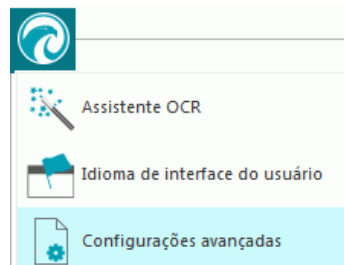 Assistente OCR
Idioma de interface do usuário
Configurações avançadas